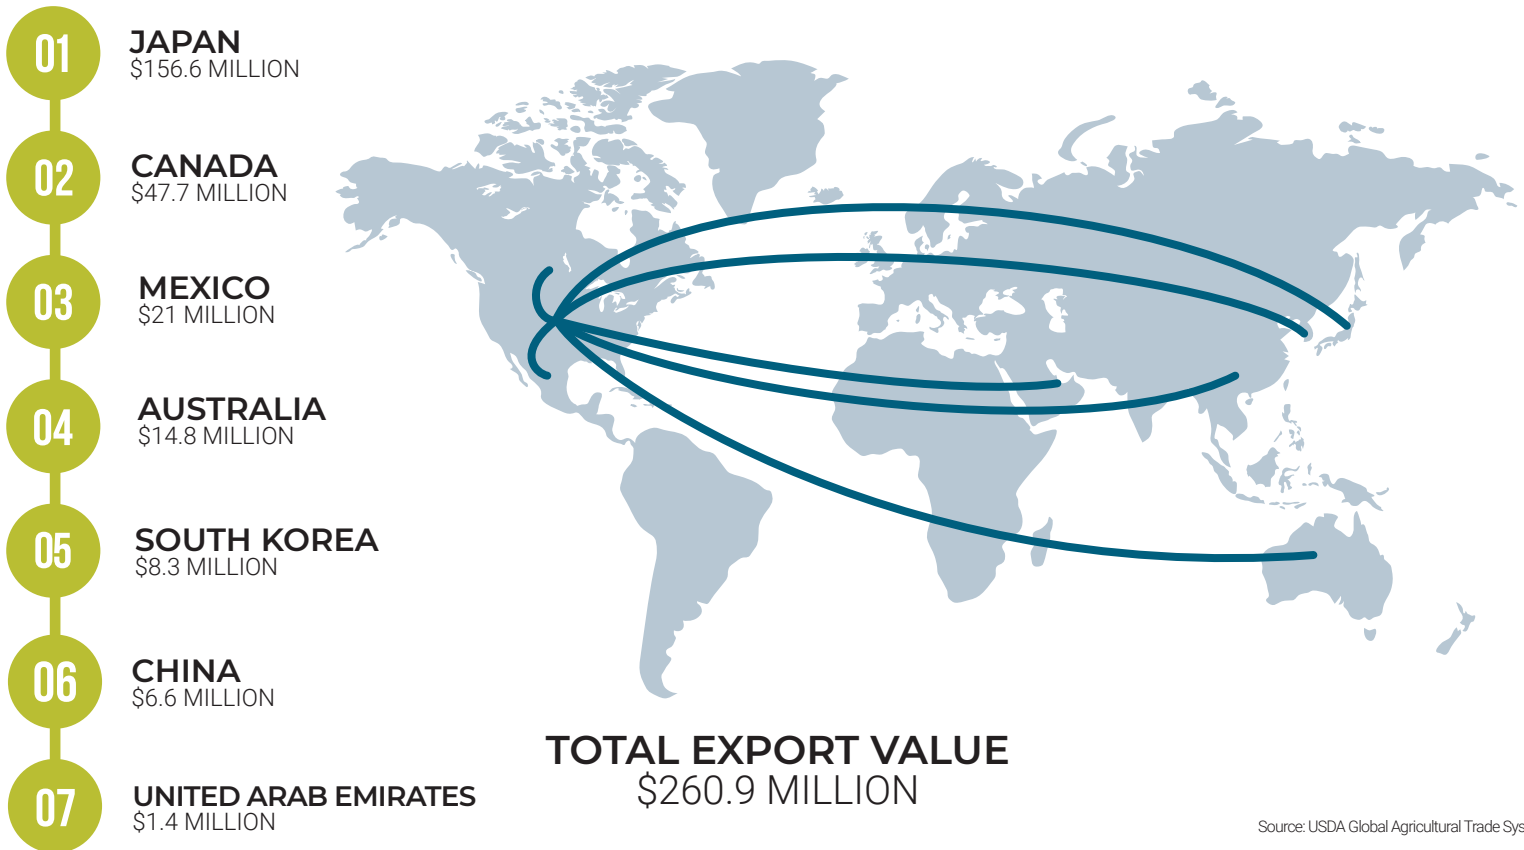 01
JAPAN
$156.6 MILLION
02
CANADA
$47.7 MILLION
03
MEXICO
$21 MILLION
04
AUSTRALIA
$14.8 MILLION
05
SOUTH KOREA
$8.3 MILLION
06
CHINA
$6.6 MILLION
07
UNITED ARAB EMIRATES
$1.4 MILLION
TOTAL EXPORT VALUE
$260.9 MILLION
Source: USDA Global Agricultural Trade Sys